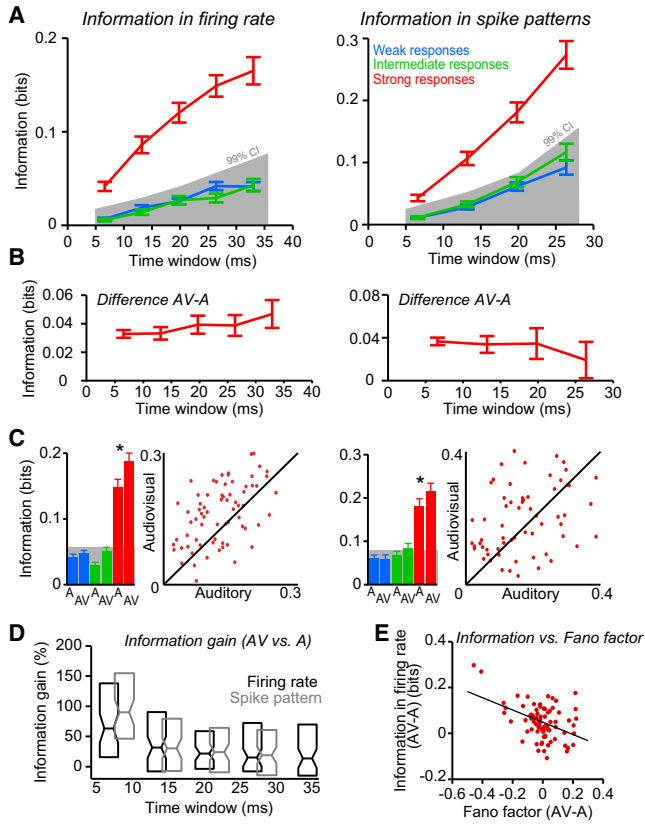 A
Information in firing rate
Information in spike patterns
Information (bits)
0.2
0.1
0
99% CI
0 5 10 15 20 25 30 35 40
Time window (ms)
0.3
0.2
0.1
0
Weak responses
Intermediate responses
Strong responses
99% CI
0 5 10 15 20 25 30
Time window (ms)
B
Information (bits)
0.06
0.04
0.02
0
Difference AV-A
0 5 10 15 20 25 30 35 40
Time window (ms)
0.08
0.04
0
Difference AV-A
0 5 10 15 20 25 30
Time window (ms)
C
Information (bits)
0.2
0.1
0
*
A AV A AV A AV
0.3
Audiovisual
0
Auditory
0.3
0.3
0.2
0.1
0
*
A AV A AV A AV
0.4
Audiovisual
0
Auditory
0.4
D
Information gain (AV vs. A)
Information gain (%)
200
150
100
50
0
Firing rate
Spike pattern
5 10 15 20 25 30 35
Time window (ms)
E
Information vs. Fano factor
Information in firing rate
(AV-A) (bits)
0.4
0.2
0
-0.2
-0.6 -0.4 -0.2 0 0.2 0.4
Fano factor (AV-A)